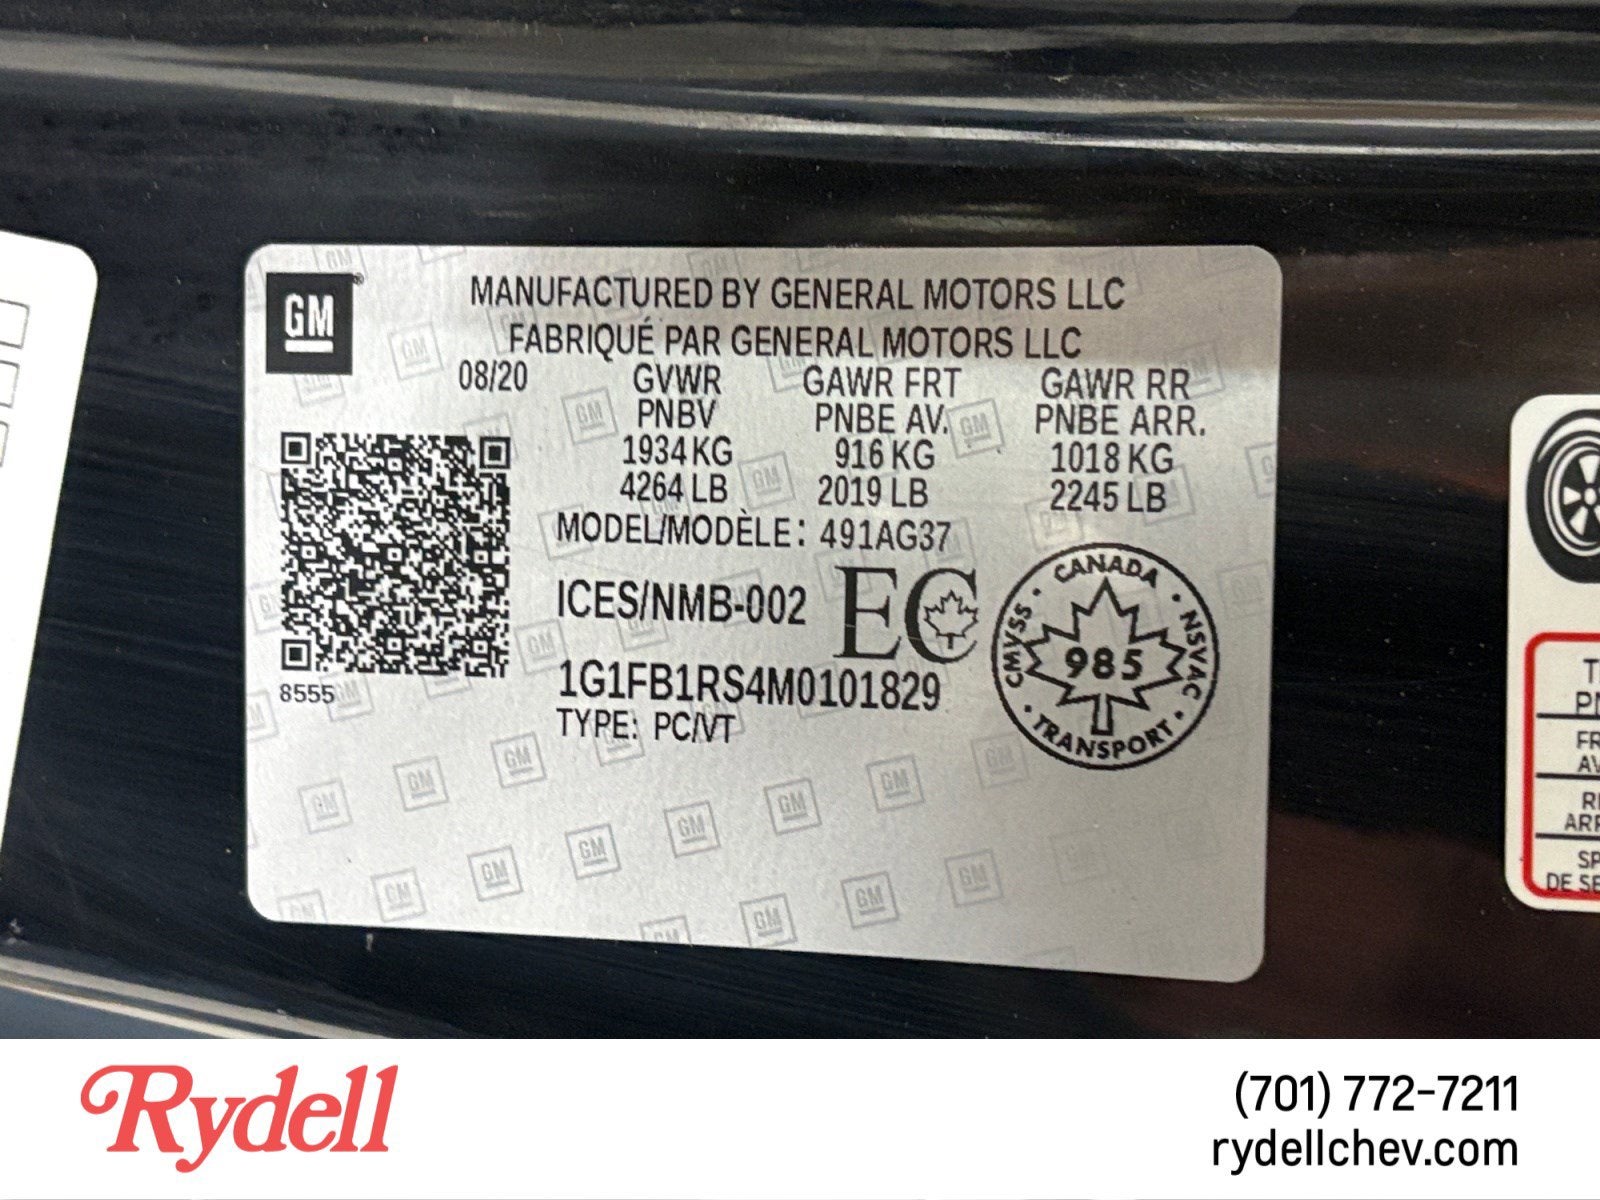 GM
MANUFACTURED BY GENERAL MOTORS LLC
FABRIQUÉ PAR GENERAL MOTORS LLC
08/20 GVWR GAWR FRT GAWR RR
PNBV PNBE AV. PNBE ARR.
1934 KG 916 KG 1018 KG
4264 LB 2019 LB 2245 LB
MODEL/MODÈLE: 491AG37
ICES/NMB-002 EC
8555
1G1FB1RS4M0101829
TYPE: PC/VT
CANADA
CMVSS · NSVAC
985
TRANSPORT
DE SE
Rydell
(701) 772-7211
rydellchev.com